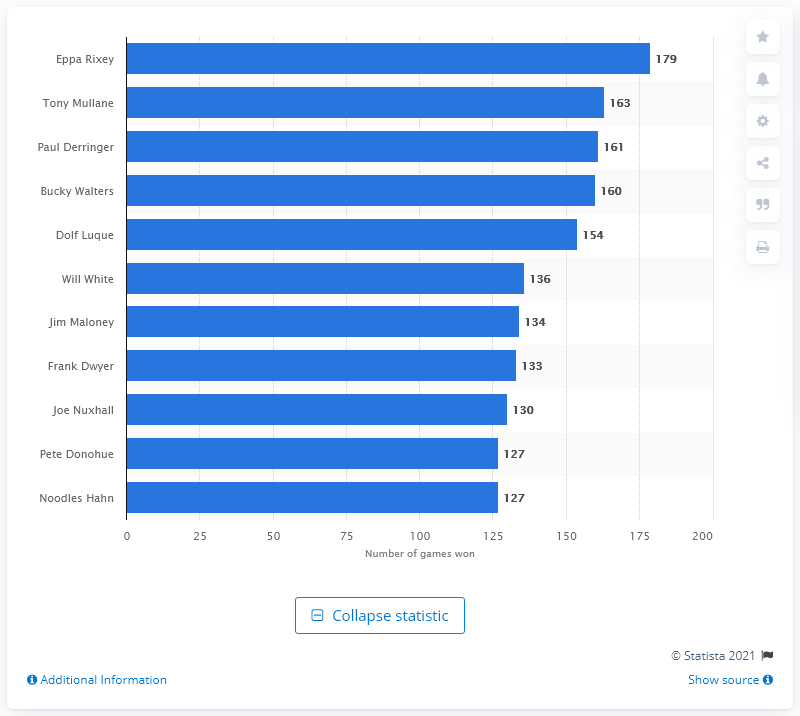 Eppa Rixey 179
Tony Mullane 163
Paul Derringer 161
Bucky Walters 160
Dolf Luque 154
Will White 136
Jim Maloney 134
Frank Dwyer 133
Joe Nuxhall 130
Pete Donohue 127
Noodles Hahn 127
0 25 50 75 100 125 150 175 200
Number of games won
Collapse statistic
© Statista 2021
Additional Information
Show source